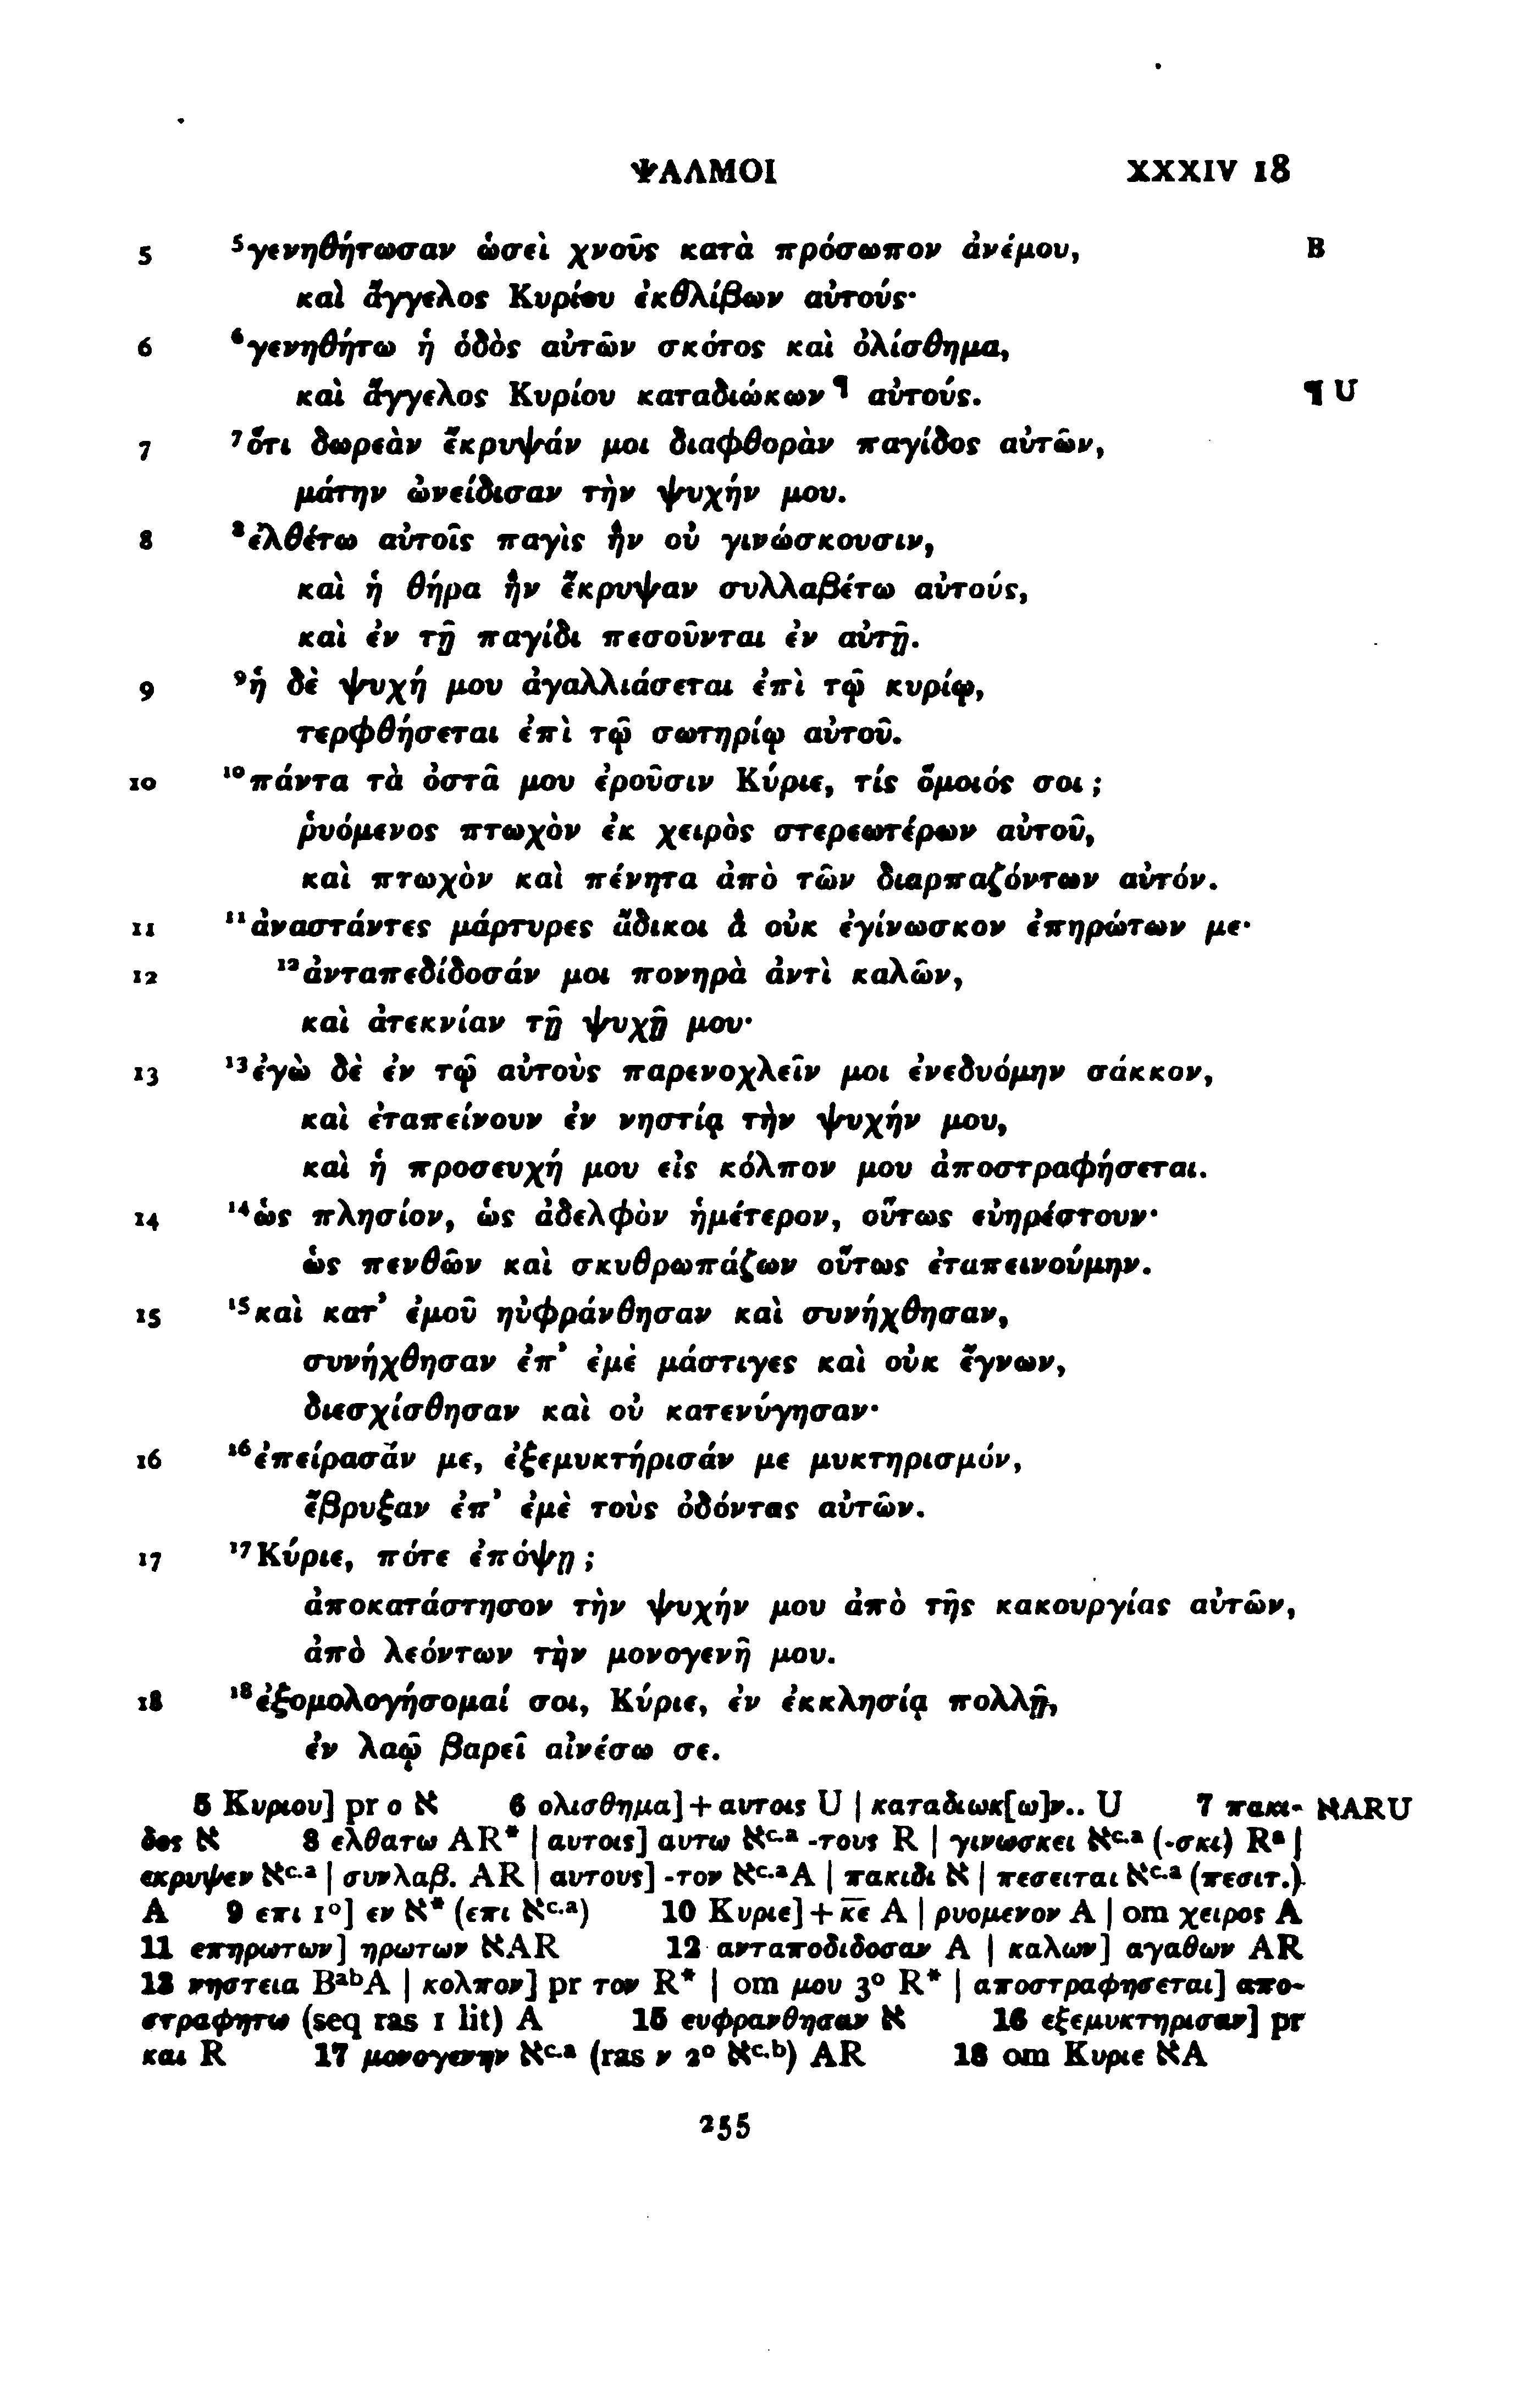 ΨΑΛΜΟΙ XXXIV 18
5 ⁵γενηθήτωσαν ὡσεὶ χνοῦς κατὰ πρόσωπον ἀνέμου, B
καὶ ἄγγελος Κυρίου ἐκθλίβων αὐτούς·
6 ⁶γενηθήτω ἡ ὁδὸς αὐτῶν σκότος καὶ ὀλίσθημα,
καὶ ἄγγελος Κυρίου καταδιώκων¶ αὐτούς. ¶ U
7 ⁷ὅτι δωρεὰν ἔκρυψάν μοι διαφθορὰν παγίδος αὐτῶν,
μάτην ὠνείδισαν τὴν ψυχήν μου.
8 ⁸ἐλθέτω αὐτοῖς παγὶς ἣν οὐ γινώσκουσιν,
καὶ ἡ θήρα ἣν ἔκρυψαν συλλαβέτω αὐτούς,
καὶ ἐν τῇ παγίδι πεσοῦνται ἐν αὐτῇ.
9 ⁹ἡ δὲ ψυχή μου ἀγαλλιάσεται ἐπὶ τῷ κυρίῳ,
τερφθήσεται ἐπὶ τῷ σωτηρίῳ αὐτοῦ.
10 ¹⁰πάντα τὰ ὀστᾶ μου ἐροῦσιν Κύριε, τίς ὅμοιός σοι ;
ῥυόμενος πτωχὸν ἐκ χειρὸς στερεωτέρων αὐτοῦ,
καὶ πτωχὸν καὶ πένητα ἀπὸ τῶν διαρπαζόντων αὐτόν.
11 ¹¹ἀναστάντες μάρτυρες ἄδικοι ἃ οὐκ ἐγίνωσκον ἐπηρώτων με·
12 ¹²ἀνταπεδίδοσάν μοι πονηρὰ ἀντὶ καλῶν,
καὶ ἀτεκνίαν τῇ ψυχῇ μου·
13 ¹³ἐγὼ δὲ ἐν τῷ αὐτοὺς παρενοχλεῖν μοι ἐνεδυόμην σάκκον,
καὶ ἐταπείνουν ἐν νηστίᾳ τὴν ψυχήν μου,
καὶ ἡ προσευχή μου εἰς κόλπον μου ἀποστραφήσεται.
14 ¹⁴ὡς πλησίον, ὡς ἀδελφὸν ἡμέτερον, οὕτως εὐηρέστουν·
ὡς πενθῶν καὶ σκυθρωπάζων οὕτως ἐταπεινούμην.
15 ¹⁵καὶ κατ’ ἐμοῦ ηὐφράνθησαν καὶ συνήχθησαν,
συνήχθησαν ἐπ’ ἐμὲ μάστιγες καὶ οὐκ ἔγνων,
διεσχίσθησαν καὶ οὐ κατενύγησαν·
16 ¹⁶ἐπείρασάν με, ἐξεμυκτήρισάν με μυκτηρισμόν,
ἔβρυξαν ἐπ’ ἐμὲ τοὺς ὀδόντας αὐτῶν.
17 ¹⁷Κύριε, πότε ἐπόψῃ ;
ἀποκατάστησον τὴν ψυχήν μου ἀπὸ τῆς κακουργίας αὐτῶν,
ἀπὸ λεόντων τὴν μονογενῆ μου.
18 ¹⁸ἐξομολογήσομαί σοι, Κύριε, ἐν ἐκκλησίᾳ πολλῇ,
ἐν λαῷ βαρεῖ αἰνέσω σε.
5 Κυριου] pr ο א 6 ολισθημα] + αυτοις U | καταδιωκ[ω]ν.. U 7 πακι- אARU
δος א 8 ελθατω AR* | αυτοις] αυτω אᶜ·ᵃ -τους R | γινωσκει אᶜ·ᵃ (-σκι) Rᵃ |
εκρυψεν אᶜ·ᵃ | συνλαβ. AR | αυτους] -τον אᶜ·ᵃA | πακιδι א | πεσειται אᶜ·ᵃ (πεσιτ.)
A 9 επι 1°] εν א* (επι אᶜ·ᵃ) 10 Κυριε] + κ̅ε̅ A | ρυομενον A | om χειρος A
11 επηρωτων] ηρωτων אAR 12 ανταποδιδοσαν A | καλων] αγαθων AR
13 νηστεια BᵃᵇA | κολπον] pr τον R* | om μου 3° R* | αποστραφησεται] απο-
στραφητω (seq ras 1 lit) A 15 ευφρανθησαν א 16 εξεμυκτηρισαν] pr
και R 17 μονογενην אᶜ·ᵃ (ras ν 2° אᶜ·ᵇ) AR 18 om Κυριε אA
255